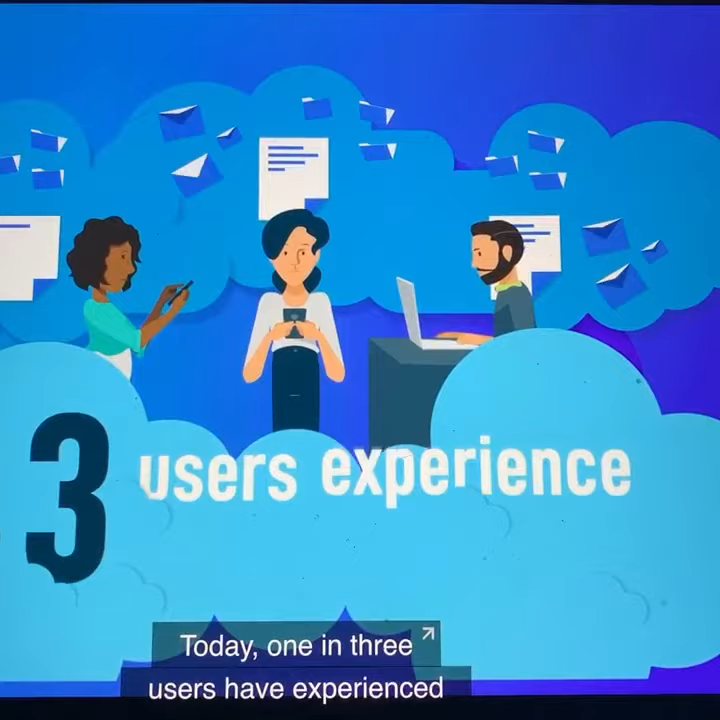 3 users experience
Today, one in three
users have experienced